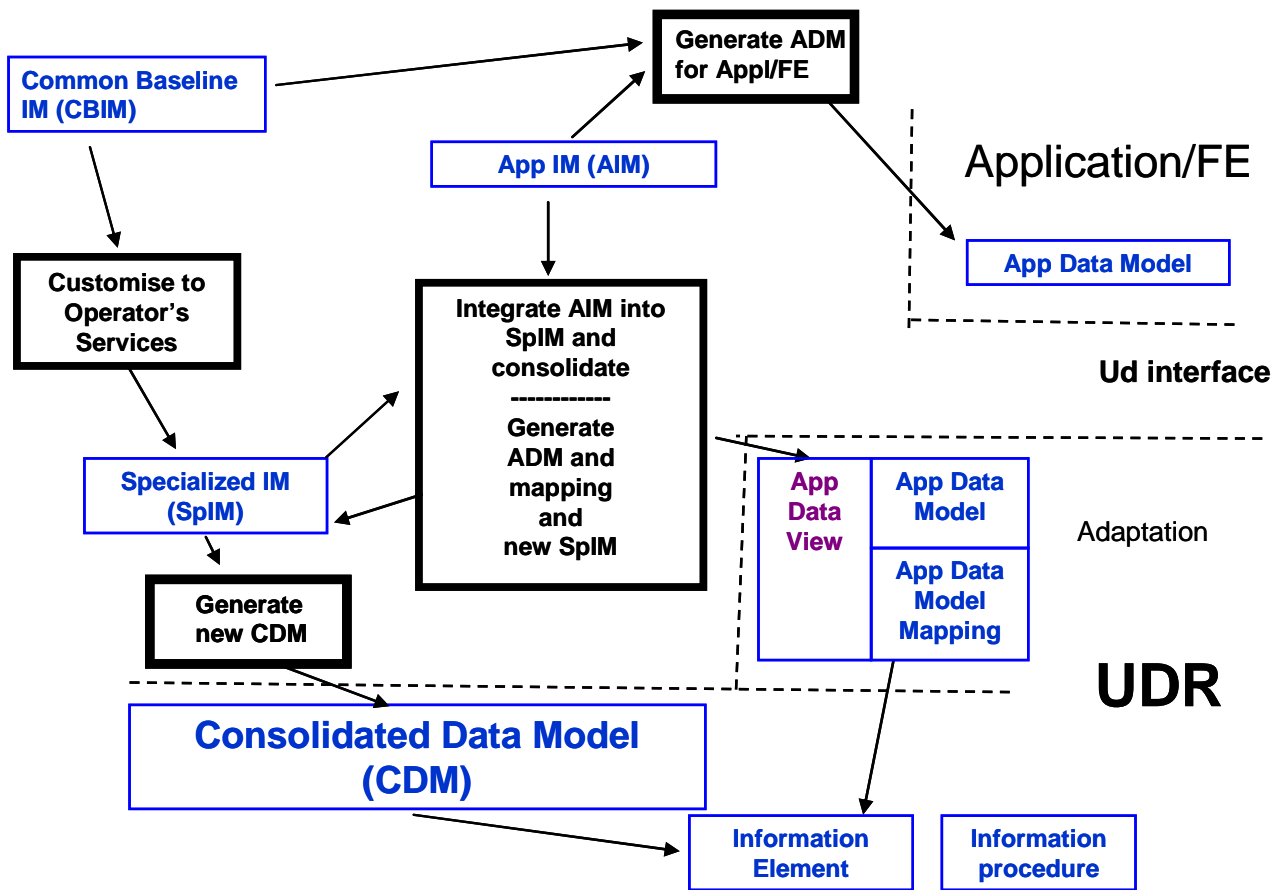 Generate ADM
for Appl/FE
Common Baseline
IM (CBIM)
App IM (AIM)
Application/FE
App Data Model
Customise to
Operator's
Services
Integrate AIM into
SpIM and
consolidate
------------
Generate
ADM and
mapping
and
new SpIM
Ud interface
Specialized IM
(SpIM)
App
Data
View
App Data
Model
App Data
Model
Mapping
Adaptation
Generate
new CDM
UDR
Consolidated Data Model
(CDM)
Information
Element
Information
procedure